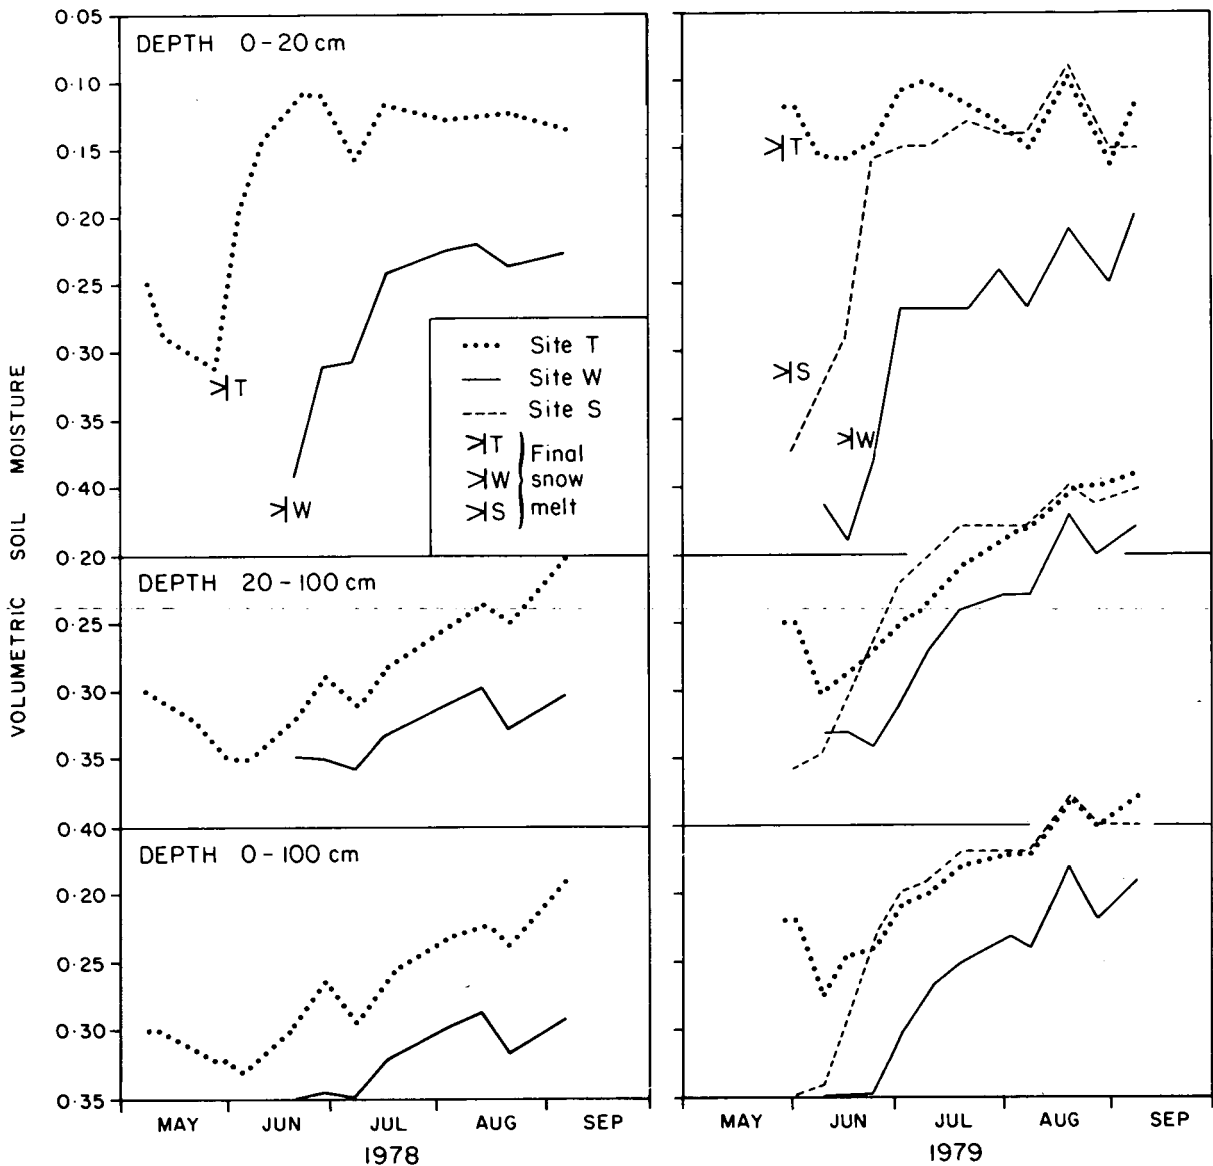 VOLUMETRIC SOIL MOISTURE
0·05
0·10
0·15
0·20
0·25
0·30
0·35
0·40
0·20
0·25
0·30
0·35
0·40
0·20
0·25
0·30
0·35
DEPTH 0-20 cm
T
W
Site T
Site W
Site S
T
W
S
Final
snow
melt
DEPTH 20-100 cm
DEPTH 0-100 cm
T
S
W
MAY JUN JUL AUG SEP
1978
MAY JUN JUL AUG SEP
1979